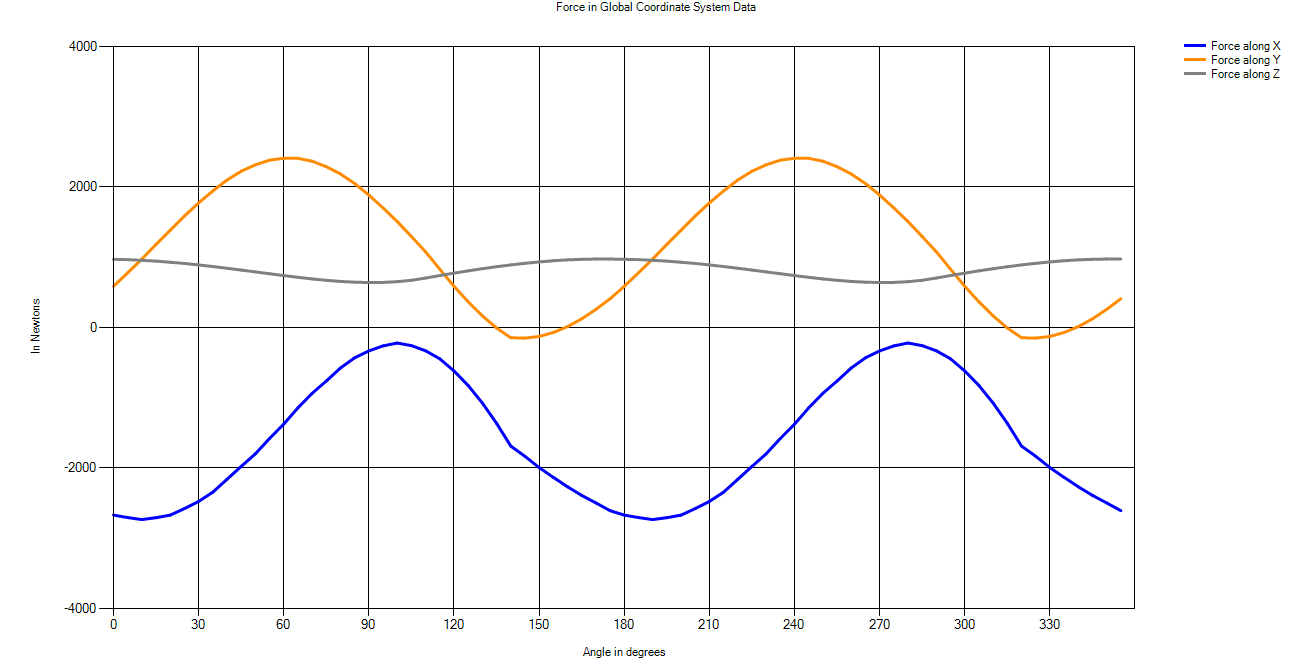 Force in Global Coordinate System Data
Force along X
Force along Y
Force along Z
4000
2000
0
-2000
-4000
In Newtons
0 30 60 90 120 150 180 210 240 270 300 330
Angle in degrees